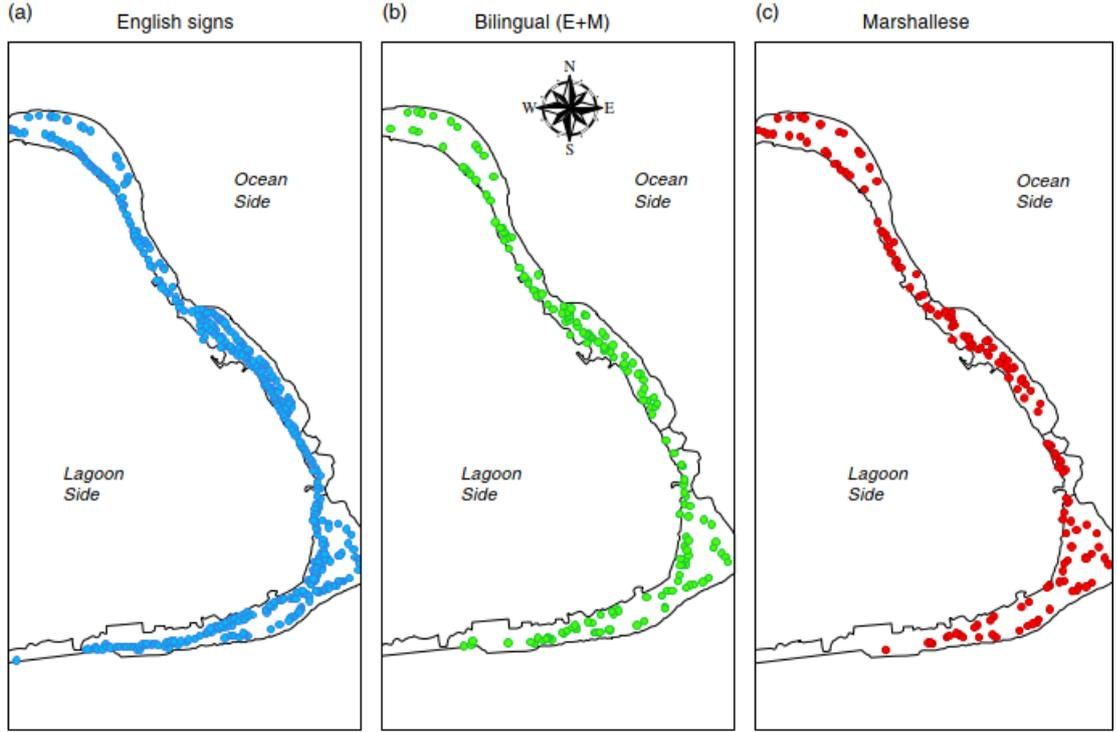 (a)
English signs
(b)
Bilingual (E+M)
(c)
Marshallese
N
W E
S
Ocean
Side
Ocean
Side
Ocean
Side
Lagoon
Side
Lagoon
Side
Lagoon
Side